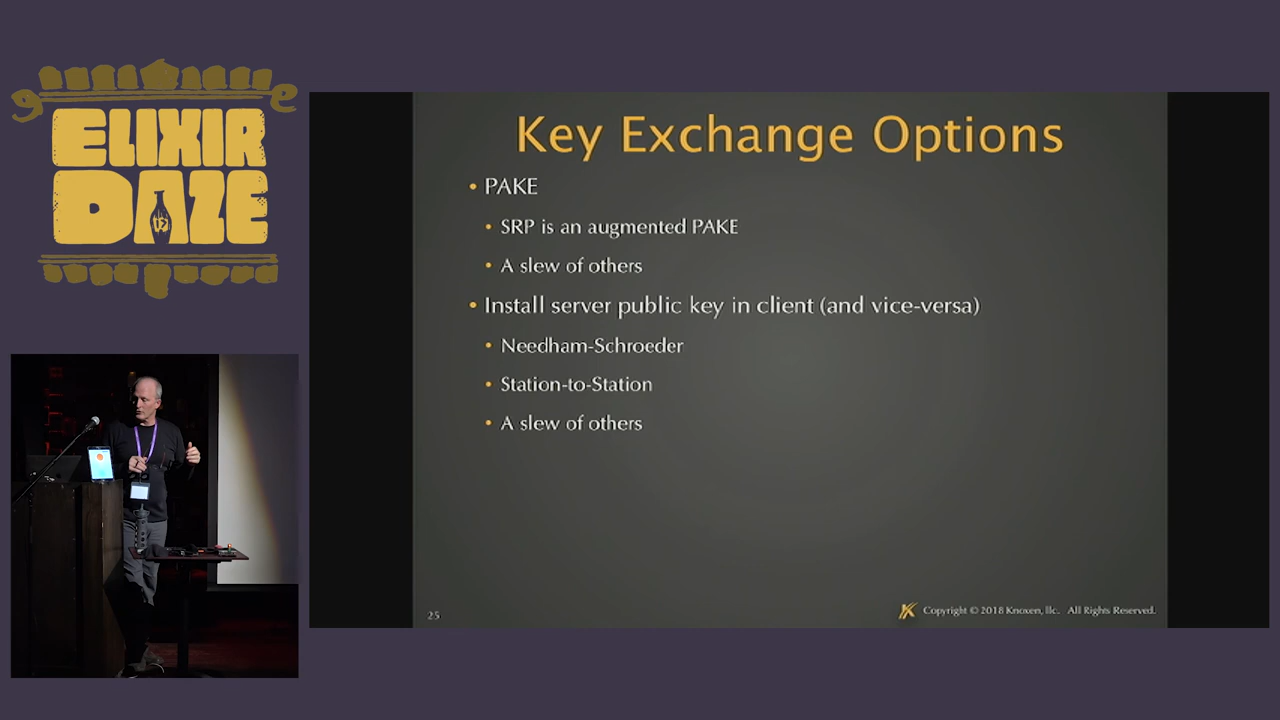 ELIXIR
DAZE
Key Exchange Options
• PAKE
• SRP is an augmented PAKE
• A slew of others
• Install server public key in client (and vice-versa)
• Needham-Schroeder
• Station-to-Station
• A slew of others
25
Copyright © 2018 Knoxen, llc. All Rights Reserved.